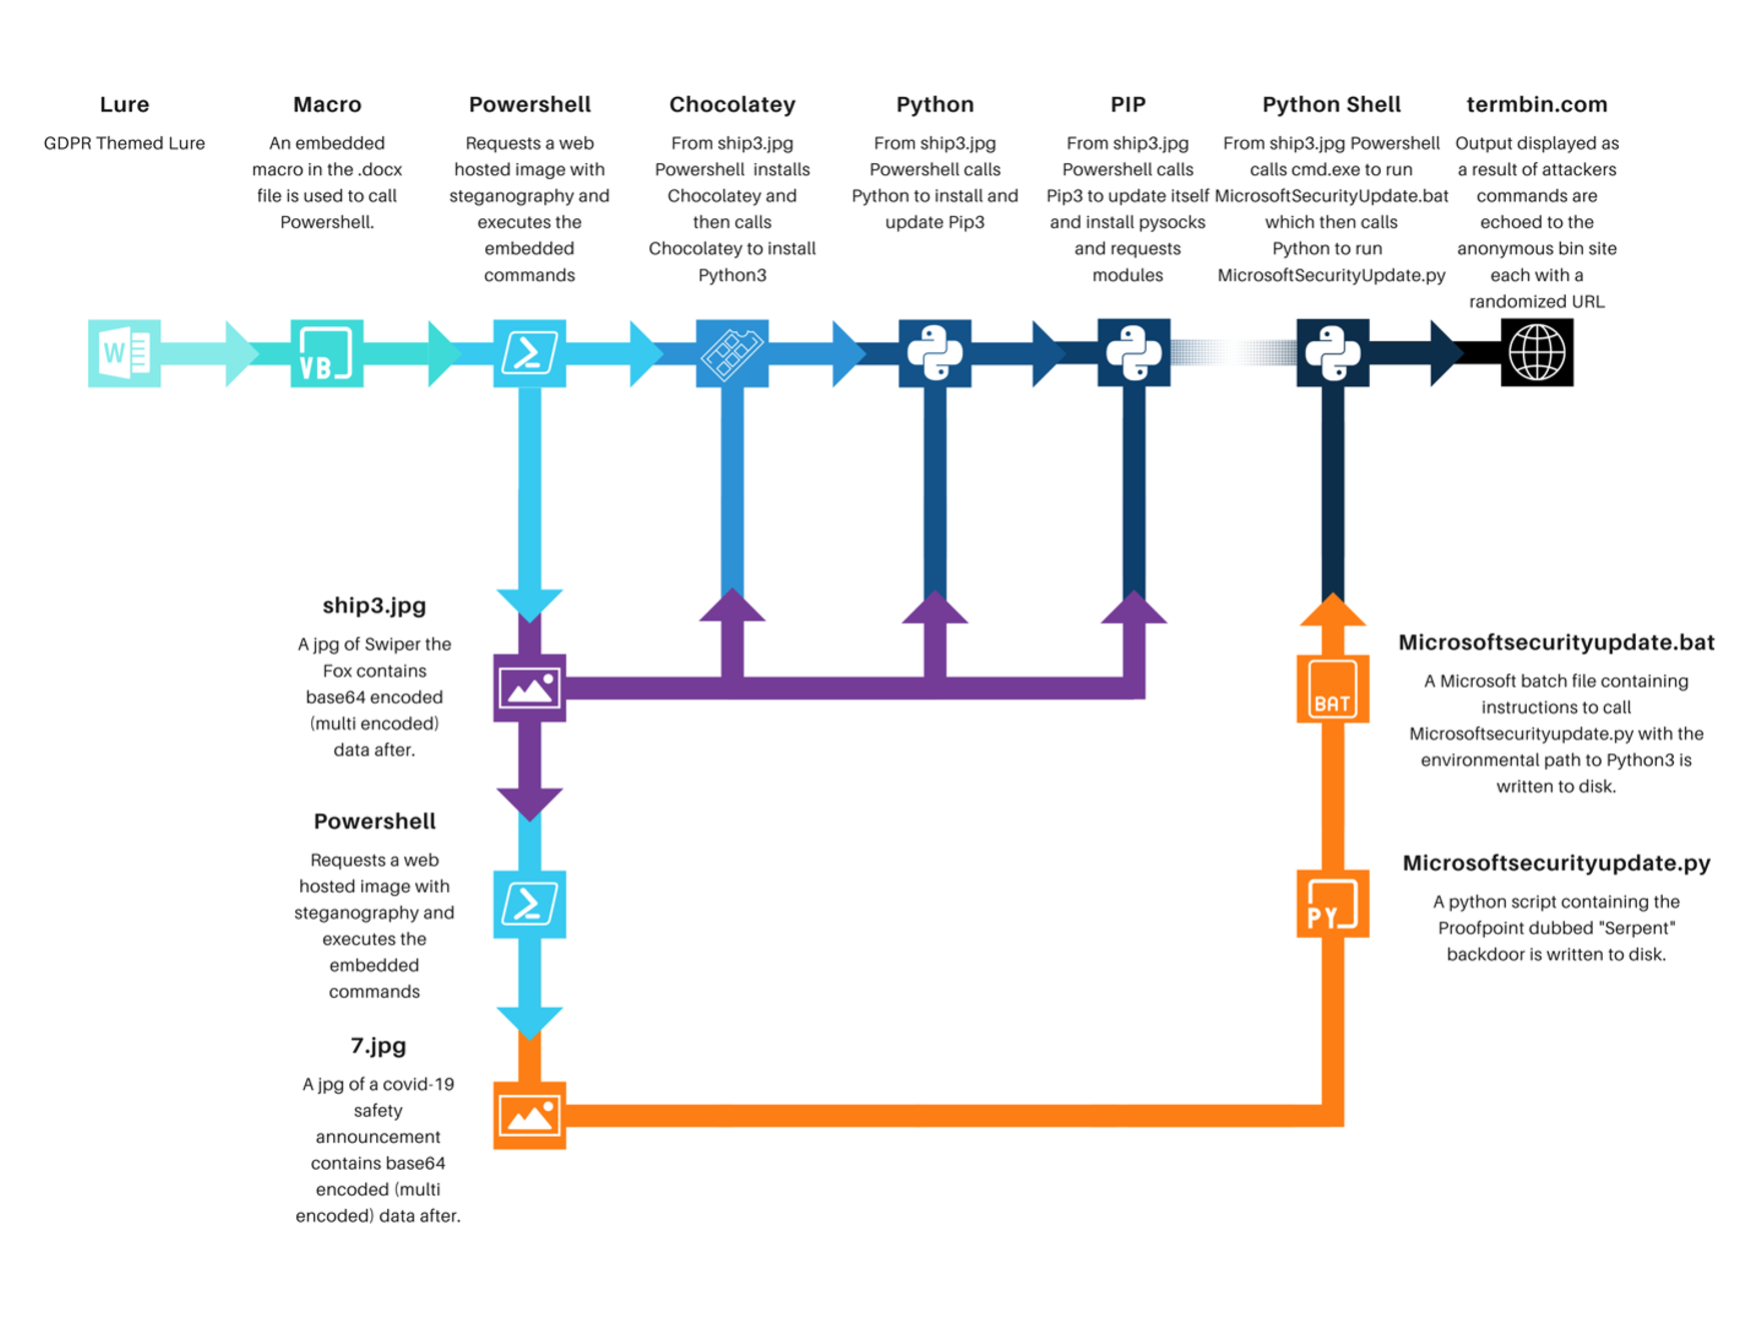 Lure
GDPR Themed Lure
Macro
An embedded
macro in the .docx
file is used to call
Powershell.
Powershell
Requests a web
hosted image with
steganography and
executes the
embedded
commands
Chocolatey
From ship3.jpg
Powershell installs
Chocolatey and
then calls
Chocolatey to install
Python3
Python
From ship3.jpg
Powershell calls
Python to install and
update Pip3
PIP
From ship3.jpg
Powershell calls
Pip3 to update itself
and install pysocks
and requests
modules
Python Shell
From ship3.jpg Powershell
calls cmd.exe to run
MicrosoftSecurityUpdate.bat
which then calls
Python to run
MicrosoftSecurityUpdate.py
termbin.com
Output displayed as
a result of attackers
commands are
echoed to the
anonymous bin site
each with a
randomized URL
W
VB
ship3.jpg
A jpg of Swiper the
Fox contains
base64 encoded
(multi encoded)
data after.
BAT
Microsoftsecurityupdate.bat
A Microsoft batch file containing
instructions to call
Microsoftsecurityupdate.py with the
environmental path to Python3 is
written to disk.
Powershell
Requests a web
hosted image with
steganography and
executes the
embedded
commands
PY
Microsoftsecurityupdate.py
A python script containing the
Proofpoint dubbed "Serpent"
backdoor is written to disk.
7.jpg
A jpg of a covid-19
safety
announcement
contains base64
encoded (multi
encoded) data after.